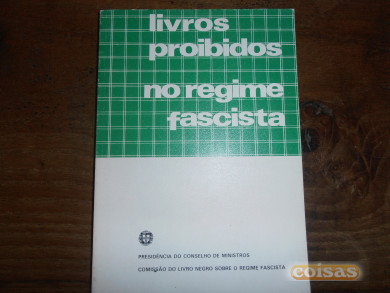 livros
proibidos
no regime
fascista
PRESIDÊNCIA DO CONSELHO DE MINISTROS
COMISSÃO DO LIVRO NEGRO SOBRE O REGIME FASCISTA
coisas